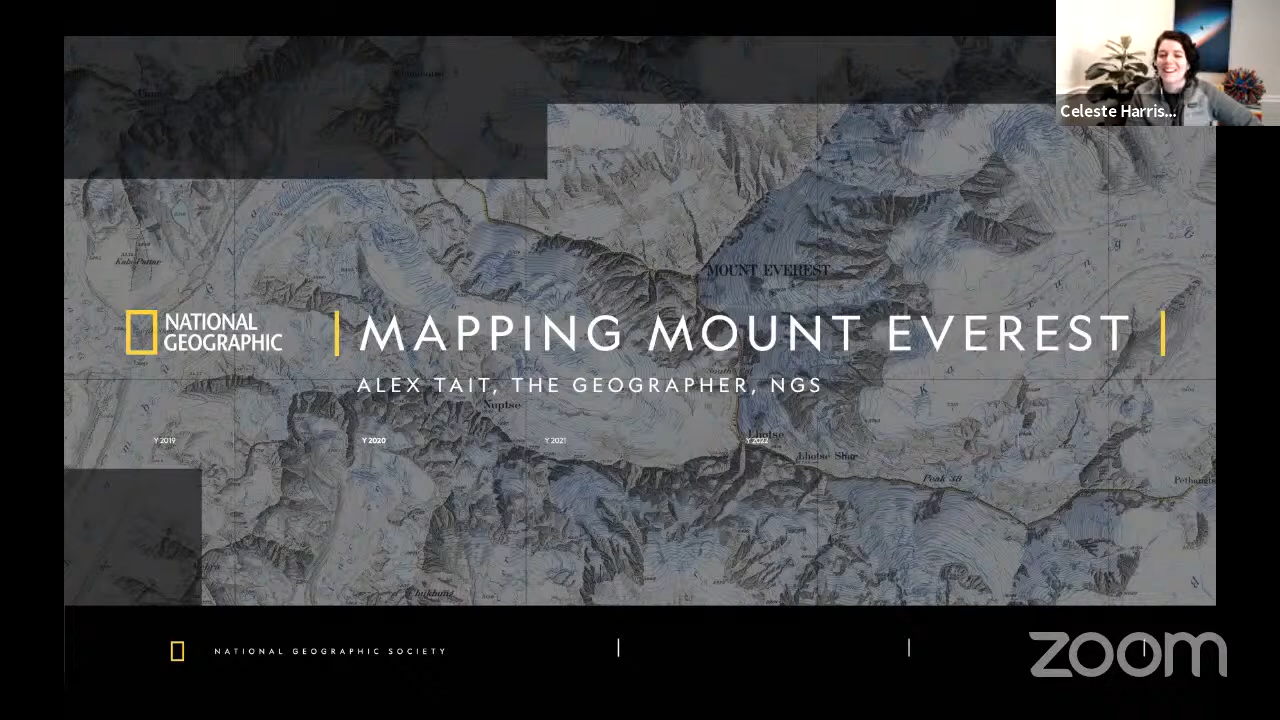 Celeste Harris...
MOUNT EVEREST
NATIONAL
GEOGRAPHIC
MAPPING MOUNT EVEREST
ALEX TAIT, THE GEOGRAPHER, NGS
Nuptse
Y 2019
Y 2020
Y 2021
Y 2022
Lhotse
Lhotse Shar
Peak 38
NATIONAL GEOGRAPHIC SOCIETY
zoom